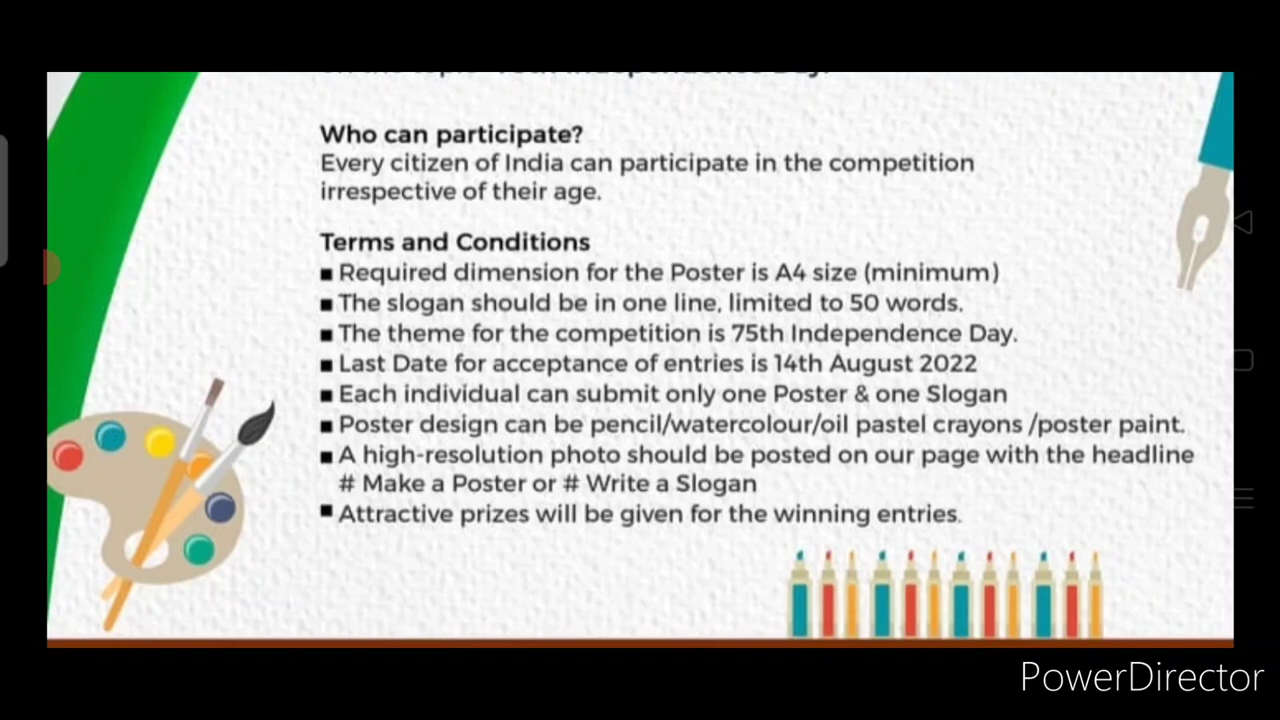 Who can participate?
Every citizen of India can participate in the competition
irrespective of their age.
Terms and Conditions
▪ Required dimension for the Poster is A4 size (minimum)
▪ The slogan should be in one line, limited to 50 words.
▪ The theme for the competition is 75th Independence Day.
▪ Last Date for acceptance of entries is 14th August 2022
▪ Each individual can submit only one Poster & one Slogan
▪ Poster design can be pencil/watercolour/oil pastel crayons /poster paint.
▪ A high-resolution photo should be posted on our page with the headline
# Make a Poster or # Write a Slogan
▪ Attractive prizes will be given for the winning entries.
PowerDirector